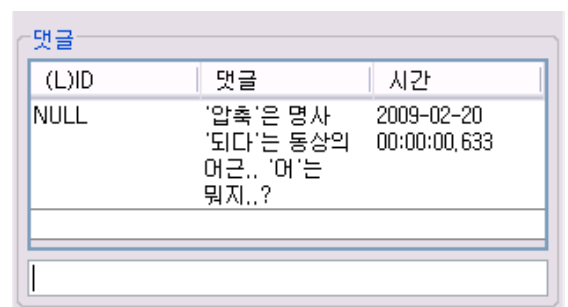 댓글
(L)ID 댓글 시간
NULL '압축'은 명사 2009-02-20
'되다'는 동상의 00:00:00.633
어근.. '어'는
뭐지..?